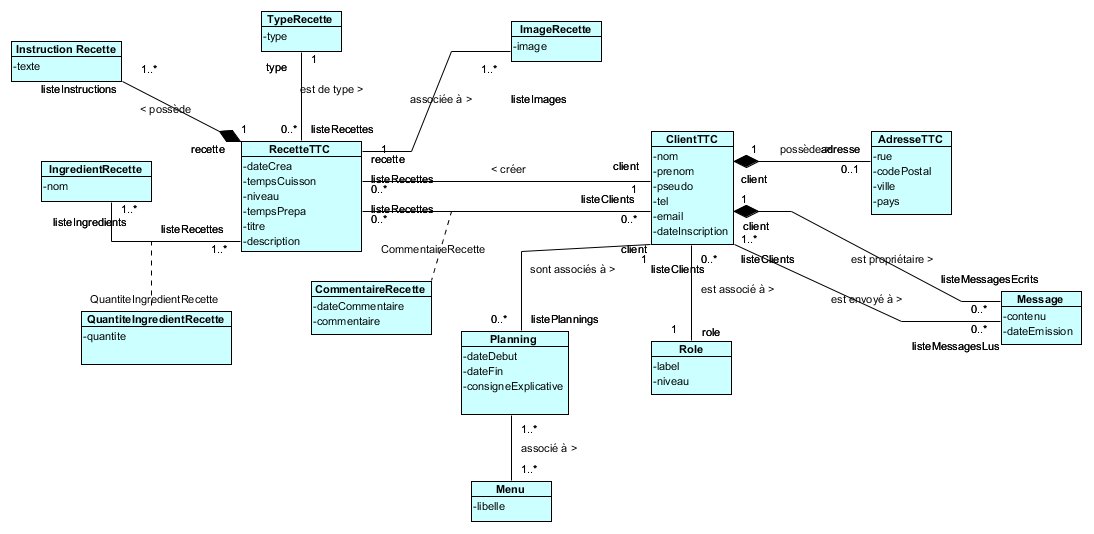 TypeRecette
-type
1
type
est de type >
0..*
listeRecettes
Instruction Recette
-texte
1..*
listeInstructions
< possède
1
recette
ImageRecette
-image
1..*
associée à >
listeImages
1
recette
RecetteTTC
-dateCrea
-tempsCuisson
-niveau
-tempsPrepa
-titre
-description
IngredientRecette
-nom
1..*
listeIngredients
listeRecettes
1..*
QuantiteIngredientRecette
QuantiteIngredientRecette
-quantite
listeRecettes
0..*
< créer
client
1
listeRecettes
0..*
listeClients
0..*
CommentaireRecette
CommentaireRecette
-dateCommentaire
-commentaire
ClientTTC
-nom
-prenom
-pseudo
-tel
-email
-dateInscription
1
possède >
adresse
client
0..1
AdresseTTC
-rue
-codePostal
-ville
-pays
1
client
est propriétaire >
listeMessagesEcrits
0..*
1..*
listeClients
est envoyé à >
0..*
listeMessagesLus
Message
-contenu
-dateEmission
client
1
sont associés à >
0..*
listePlannings
0..*
listeClients
est associé à >
1
role
Role
-label
-niveau
Planning
-dateDebut
-dateFin
-consigneExplicative
1..*
associé à >
1..*
Menu
-libelle